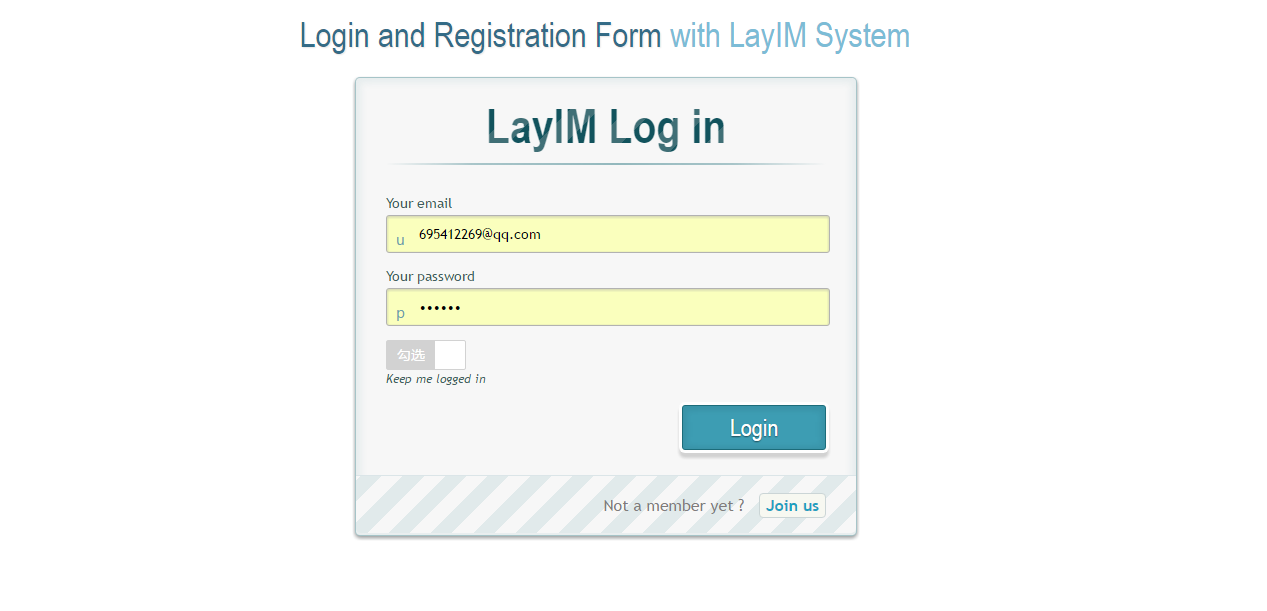 Login and Registration Form with LayIM System
LayIM Log in
Your email
u 695412269@qq.com
Your password
p ••••••
勾选
Keep me logged in
Login
Not a member yet ? Join us